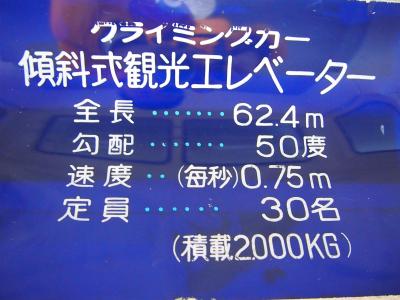 クライミングカー
傾斜式観光エレベーター
全長‥‥‥‥62.4m
勾配‥‥‥‥50度
速度‥(毎秒)0.75m
定員‥‥‥‥30名
(積載2000KG)